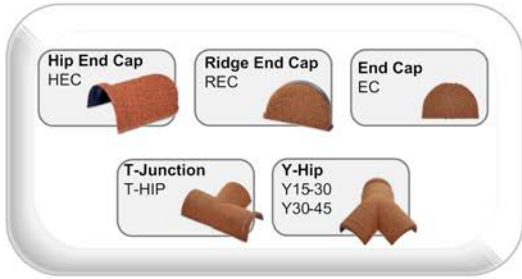 Hip End Cap
HEC
Ridge End Cap
REC
End Cap
EC
T-Junction
T-HIP
Y-Hip
Y15-30
Y30-45